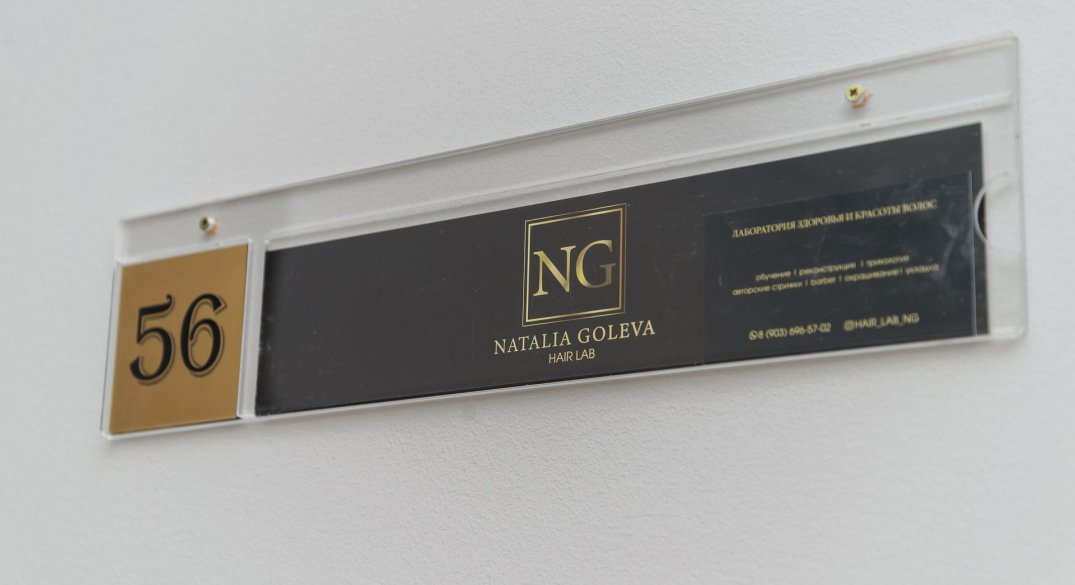 56
NG
NATALIA GOLEVA
HAIR LAB
ЛАБОРАТОРИЯ ЗДОРОВЬЯ И КРАСОТЫ ВОЛОС
обучение | реконструкция | трихология
авторские стрижки | barber | окрашивание | укладка
8 (903) 696-57-02 @HAIR_LAB_NG